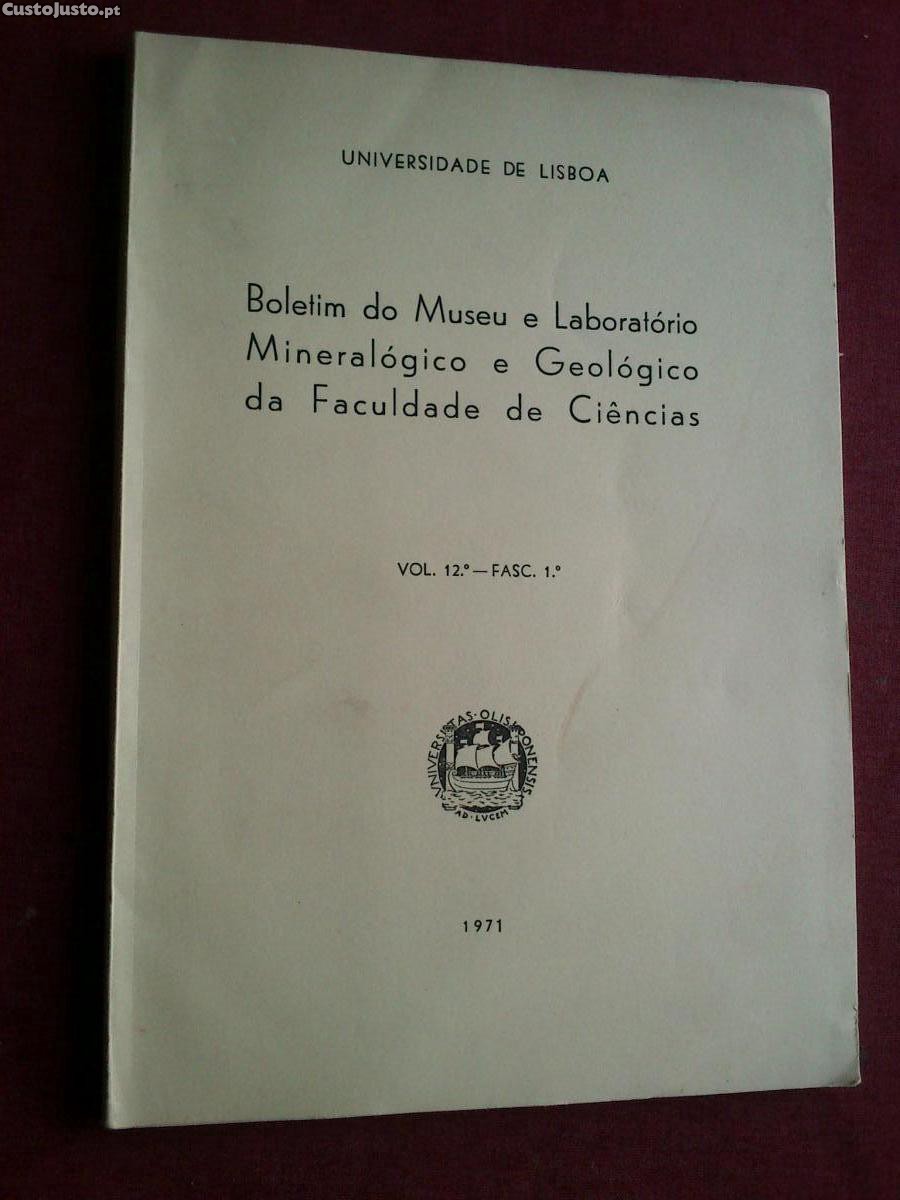 CustoJusto.pt
UNIVERSIDADE DE LISBOA
Boletim do Museu e Laboratório
Mineralógico e Geológico
da Faculdade de Ciências
VOL. 12.º — FASC. 1.º
UNIVERSITAS · OLISIPONENSIS
AD · LVCEM
1971